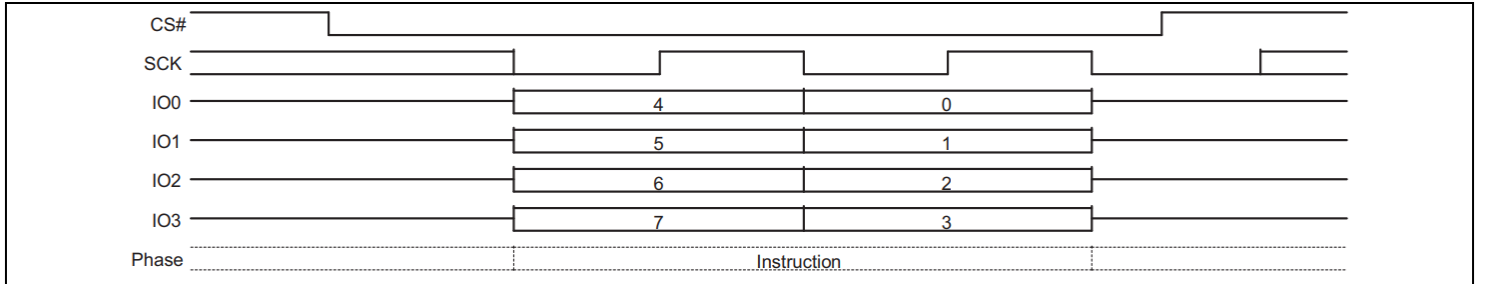 CS#
SCK
IO0 4 0
IO1 5 1
IO2 6 2
IO3 7 3
Phase Instruction